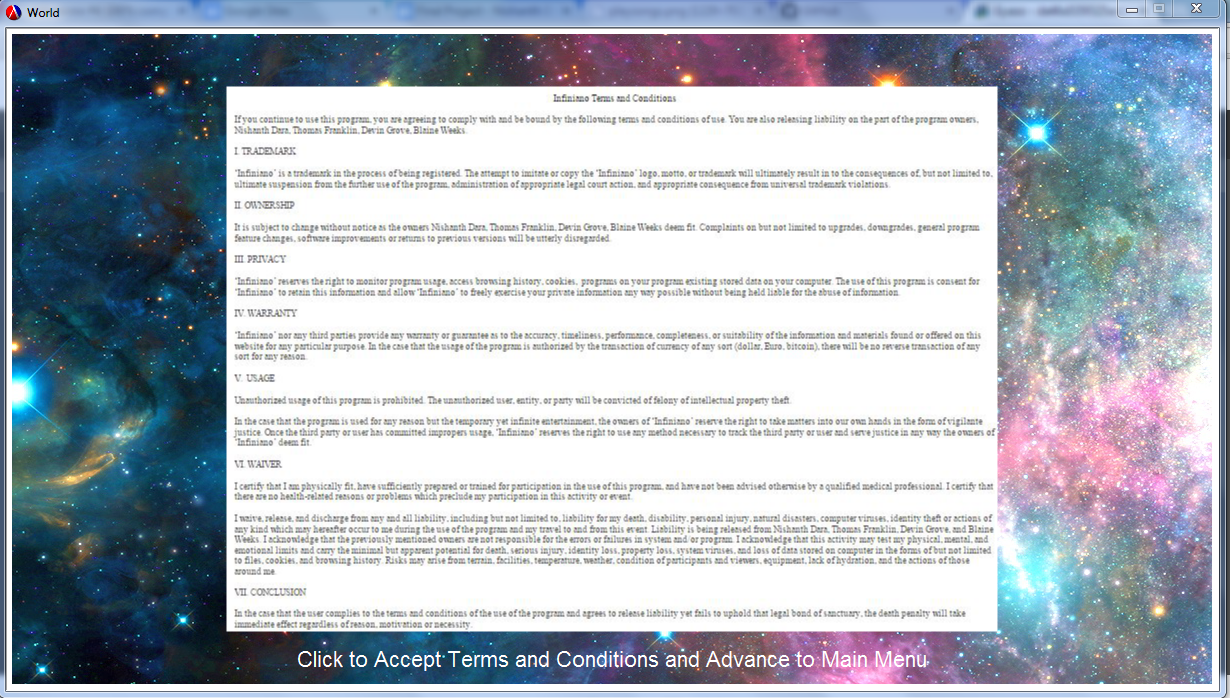 World
Infiniano Terms and Conditions
If you continue to use this program, you are agreeing to comply with and be bound by the following terms and conditions of use. You are also releasing liability on the part of the program owners,
Nishanth Dara, Thomas Franklin, Devin Grove, Blaine Weeks.
I. TRADEMARK
'Infiniano' is a trademark in the process of being registered. The attempt to imitate or copy the 'Infiniano' logo, motto, or trademark will ultimately result in to the consequences of, but not limited to,
ultimate suspension from the further use of the program, administration of appropriate legal court action, and appropriate consequence from universal trademark violations.
II. OWNERSHIP
It is subject to change without notice as the owners Nishanth Dara, Thomas Franklin, Devin Grove, Blaine Weeks deem fit. Complaints on but not limited to upgrades, downgrades, general program
feature changes, software improvements or returns to previous versions will be utterly disregarded.
III. PRIVACY
'Infiniano' reserves the right to monitor program usage, access browsing history, cookies, programs on your program existing stored data on your computer. The use of this program is consent for
'Infiniano' to retain this information and allow 'Infiniano' to freely exercise your private information any way possible without being held liable for the abuse of information.
IV. WARRANTY
'Infiniano' nor any third parties provide any warranty or guarantee as to the accuracy, timeliness, performance, completeness, or suitability of the information and materials found or offered on this
website for any particular purpose. In the case that the usage of the program is authorized by the transaction of currency of any sort (dollar, Euro, bitcoin), there will be no reverse transaction of any
sort for any reason.
V. USAGE
Unauthorized usage of this program is prohibited. The unauthorized user, entity, or party will be convicted of felony of intellectual property theft.
In the case that the program is used for any reason but the temporary yet infinite entertainment, the owners of 'Infiniano' reserve the right to take matters into our own hands in the form of vigilante
justice. Once the third party or user has committed impropers usage, 'Infiniano' reserves the right to use any method necessary to track the third party or user and serve justice in any way the owners of
'Infiniano' deem fit.
VI. WAIVER
I certify that I am physically fit, have sufficiently prepared or trained for participation in the use of this program, and have not been advised otherwise by a qualified medical professional. I certify that
there are no health-related reasons or problems which preclude my participation in this activity or event.
I waive, release, and discharge from any and all liability, including but not limited to, liability for my death, disability, personal injury, natural disasters, computer viruses, identity theft or actions of
any kind which may hereafter occur to me during the use of the program and my travel to and from this event. Liability is being released from Nishanth Dara, Thomas Franklin, Devin Grove, and Blaine
Weeks. I acknowledge that the previously mentioned owners are not responsible for the errors or failures in system and/or program. I acknowledge that this activity may test my physical, mental, and
emotional limits and carry the minimal but apparent potential for death, serious injury, identity loss, property loss, system viruses, and loss of data stored on computer in the forms of but not limited
to files, cookies, and browsing history. Risks may arise from terrain, facilities, temperature, weather, condition of participants and viewers, equipment, lack of hydration, and the actions of those
around me.
VII. CONCLUSION
In the case that the user complies to the terms and conditions of the use of the program and agrees to release liability yet fails to uphold that legal bond of sanctuary, the death penalty will take
immediate effect regardless of reason, motivation or necessity.
Click to Accept Terms and Conditions and Advance to Main Menu